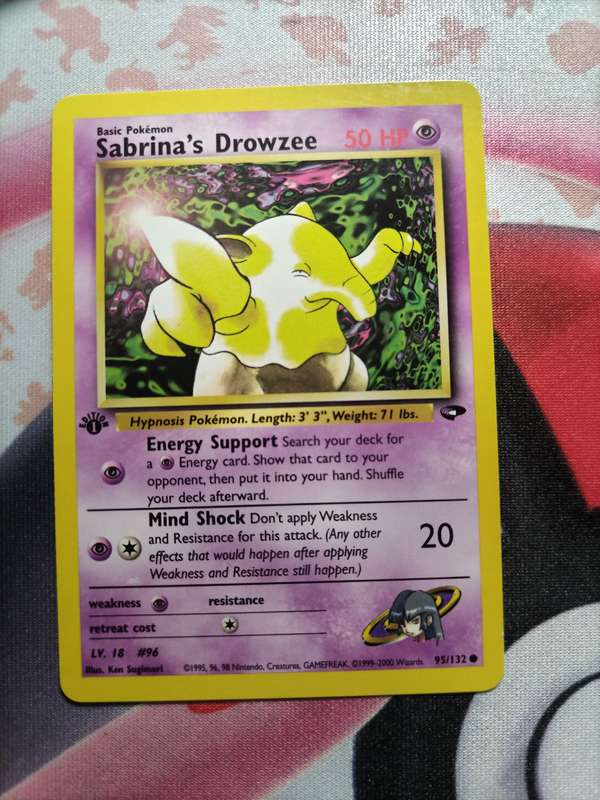 Basic Pokémon
Sabrina's Drowzee 50 HP
Hypnosis Pokémon. Length: 3' 3", Weight: 71 lbs.
EDITION
1
Energy Support Search your deck for
a Energy card. Show that card to your
opponent, then put it into your hand. Shuffle
your deck afterward.
Mind Shock Don't apply Weakness
and Resistance for this attack. (Any other
effects that would happen after applying
Weakness and Resistance still happen.)
20
weakness resistance
retreat cost
LV. 18 #96
Illus. Ken Sugimori ©1995, 96, 98 Nintendo, Creatures, GAMEFREAK. ©1999-2000 Wizards. 95/132